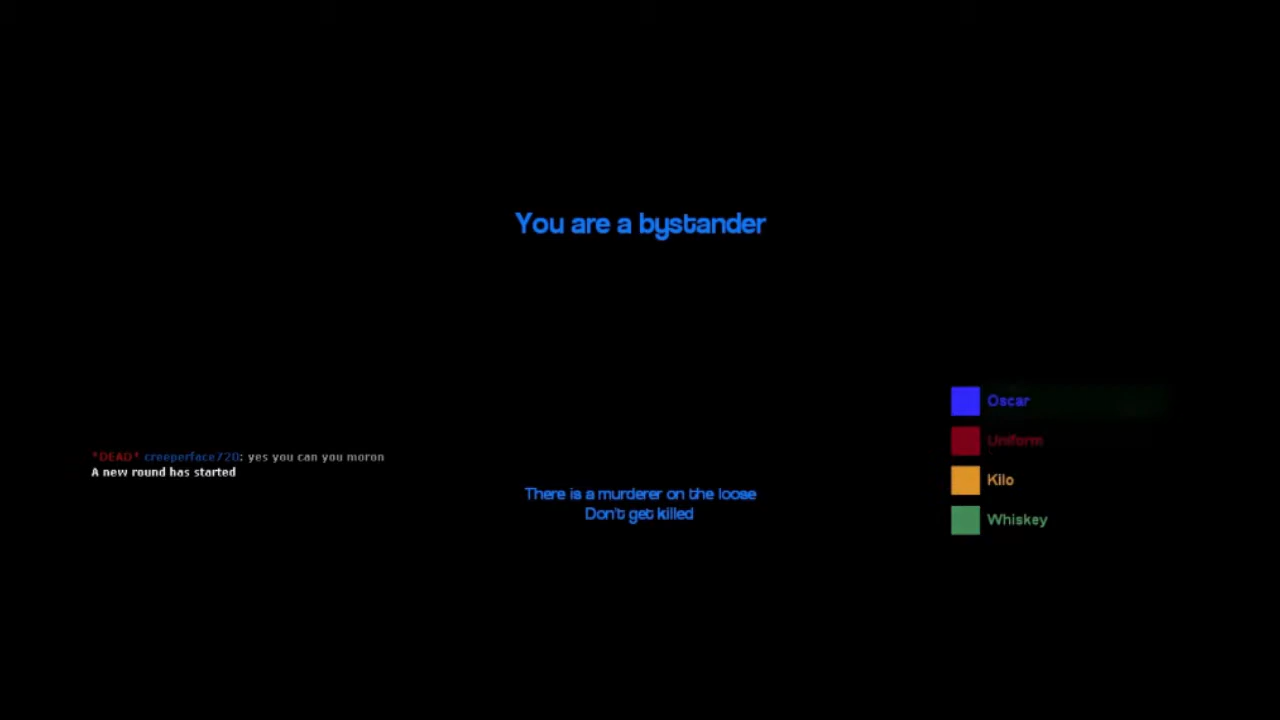 You are a bystander
Oscar
Uniform
*DEAD* creeperface720: yes you can you moron
A new round has started
Kilo
There is a murderer on the loose
Don't get killed
Whiskey